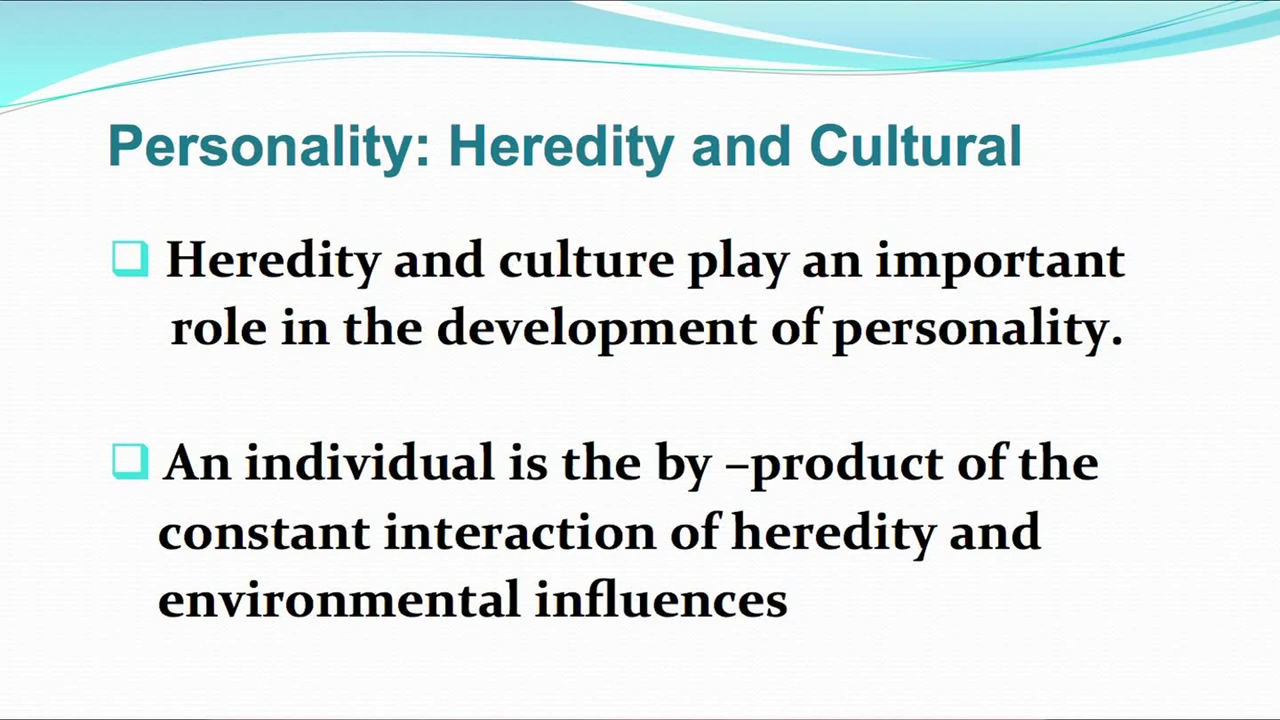 Personality: Heredity and Cultural
Heredity and culture play an important
role in the development of personality.
An individual is the by –product of the
constant interaction of heredity and
environmental influences